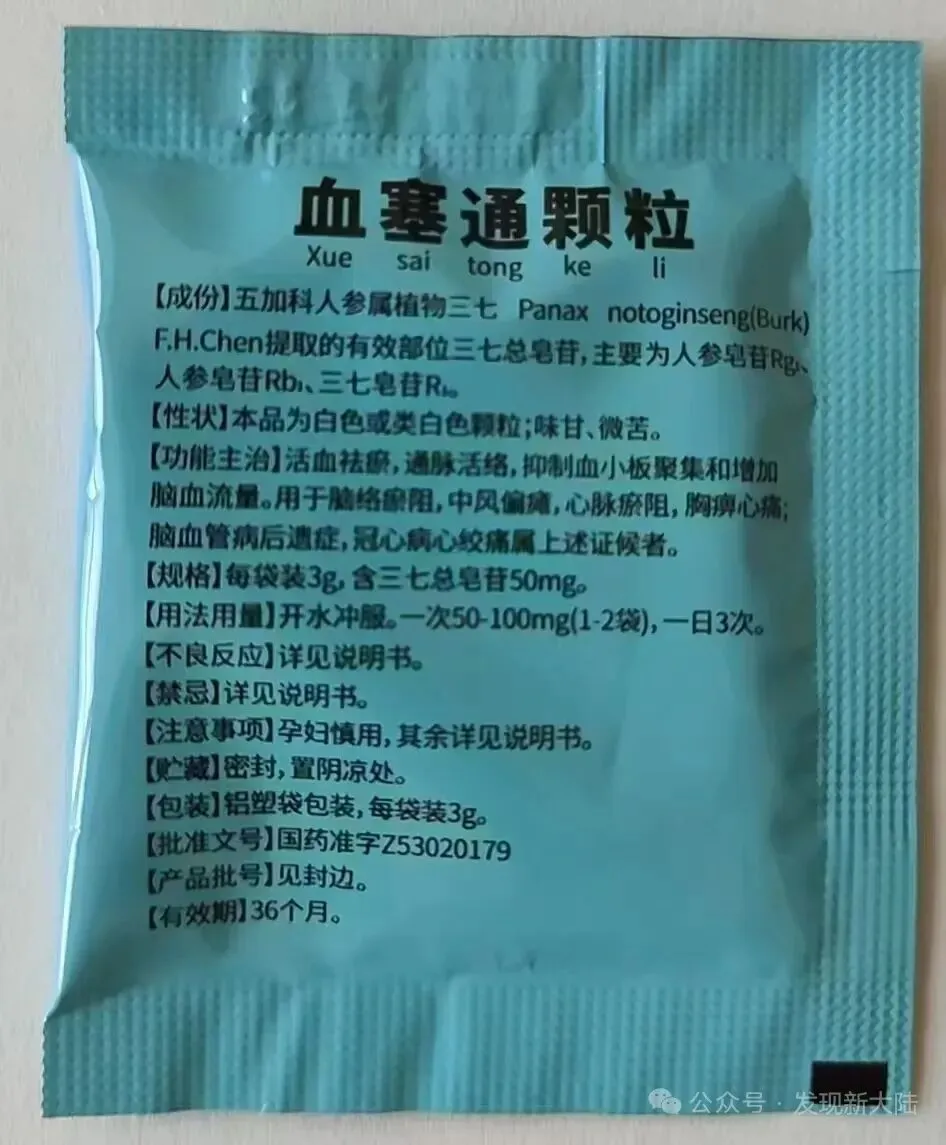 血塞通颗粒
Xue sai tong ke li
【成份】五加科人参属植物三七 Panax notoginseng(Burk)
F.H.Chen提取的有效部位三七总皂苷，主要为人参皂苷Rg₁、
人参皂苷Rb₁、三七皂苷R₁。
【性状】本品为白色或类白色颗粒；味甘、微苦。
【功能主治】活血祛瘀，通脉活络，抑制血小板聚集和增加
脑血流量。用于脑络瘀阻，中风偏瘫，心脉瘀阻，胸痹心痛；
脑血管病后遗症，冠心病心绞痛属上述证候者。
【规格】每袋装3g，含三七总皂苷50mg。
【用法用量】开水冲服。一次50-100mg(1-2袋)，一日3次。
【不良反应】详见说明书。
【禁忌】详见说明书。
【注意事项】孕妇慎用，其余详见说明书。
【贮藏】密封，置阴凉处。
【包装】铝塑袋包装，每袋装3g。
【批准文号】国药准字Z53020179
【产品批号】见封边。
【有效期】36个月。
公众号·发现新大陆